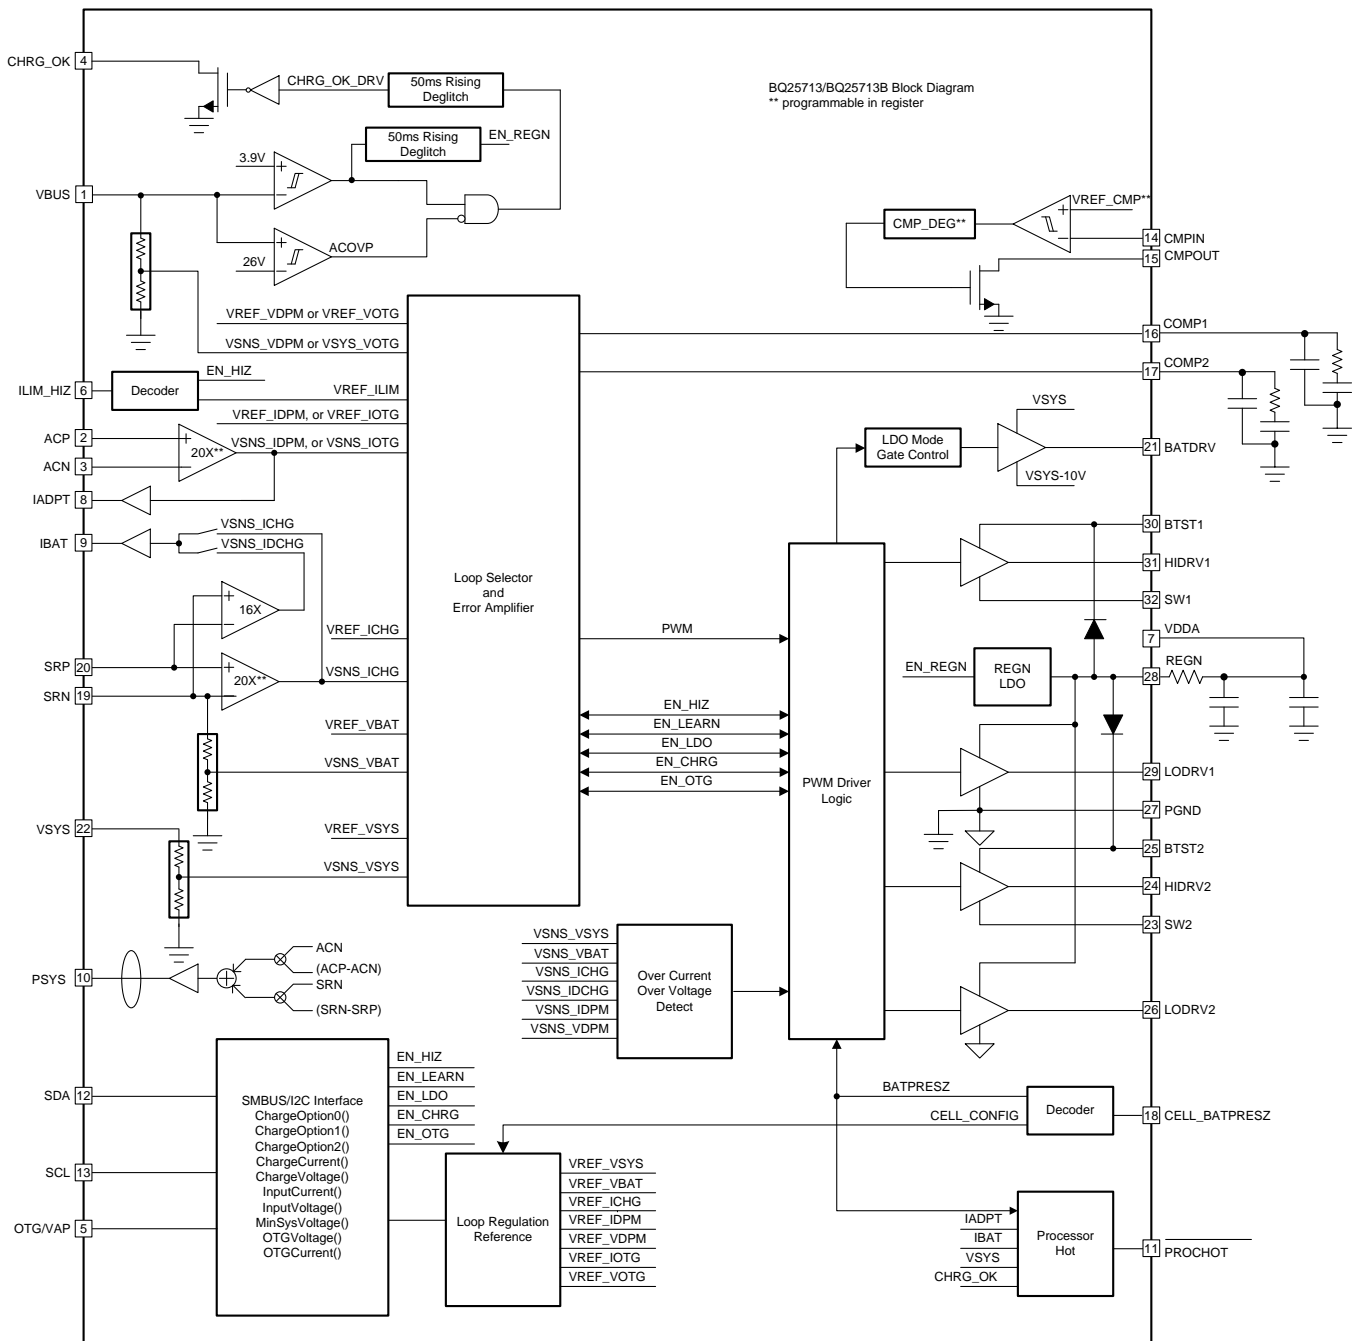 BQ25713/BQ25713B Block Diagram
** programmable in register
CHRG_OK
4
CHRG_OK_DRV
50ms Rising
Deglitch
50ms Rising
Deglitch
EN_REGN
3.9V
+
−
VBUS
1
+
−
26V
ACOVP
VREF_CMP**
+
−
CMP_DEG**
14
CMPIN
15
CMPOUT
VREF_VDPM or VREF_VOTG
VSNS_VDPM or VSYS_VOTG
16
COMP1
17
COMP2
EN_HIZ
ILIM_HIZ
6
Decoder
VREF_ILIM
VREF_IDPM, or VREF_IOTG
ACP
2
+
−
20X**
VSNS_IDPM, or VSNS_IOTG
ACN
3
IADPT
8
IBAT
9
VSNS_ICHG
VSNS_IDCHG
+
−
16X
Loop Selector
and
Error Amplifier
VREF_ICHG
SRP
20
+
−
20X**
VSNS_ICHG
SRN
19
VREF_VBAT
VSNS_VBAT
VSYS
22
VREF_VSYS
VSNS_VSYS
PWM
EN_HIZ
EN_LEARN
EN_LDO
EN_CHRG
EN_OTG
PWM Driver
Logic
LDO Mode
Gate Control
VSYS
VSYS-10V
21
BATDRV
30
BTST1
31
HIDRV1
32
SW1
7
VDDA
EN_REGN
REGN
LDO
28
REGN
29
LODRV1
27
PGND
25
BTST2
24
HIDRV2
23
SW2
26
LODRV2
PSYS
10
ACN
(ACP-ACN)
SRN
(SRN-SRP)
VSNS_VSYS
VSNS_VBAT
VSNS_ICHG
VSNS_IDCHG
VSNS_IDPM
VSNS_VDPM
Over Current
Over Voltage
Detect
SDA
12
SCL
13
OTG/VAP
5
SMBUS/I2C Interface
ChargeOption0()
ChargeOption1()
ChargeOption2()
ChargeCurrent()
ChargeVoltage()
InputCurrent()
InputVoltage()
MinSysVoltage()
OTGVoltage()
OTGCurrent()
EN_HIZ
EN_LEARN
EN_LDO
EN_CHRG
EN_OTG
Loop Regulation
Reference
VREF_VSYS
VREF_VBAT
VREF_ICHG
VREF_IDPM
VREF_VDPM
VREF_IOTG
VREF_VOTG
BATPRESZ
CELL_CONFIG
Decoder
18
CELL_BATPRESZ
IADPT
IBAT
VSYS
CHRG_OK
Processor
Hot
11
PROCHOT